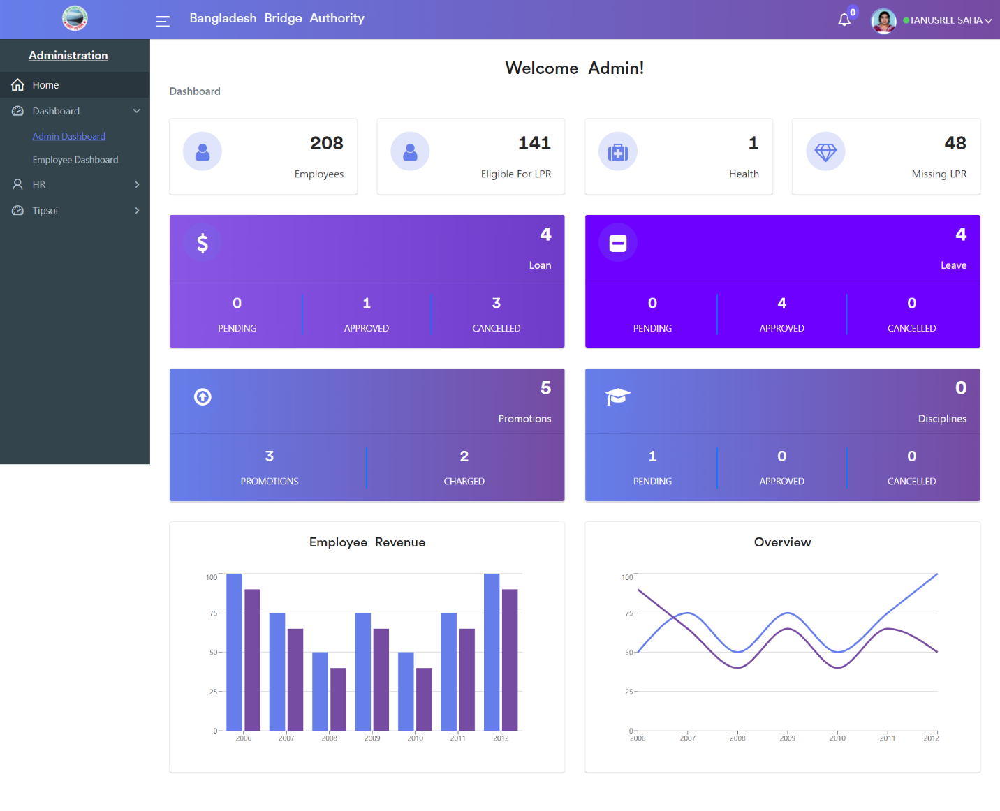 Bangladesh Bridge Authority
0
TANUSREE SAHA
Administration
Home
Dashboard
Admin Dashboard
Employee Dashboard
HR
Tipsoi
Welcome Admin!
Dashboard
208
Employees
141
Eligible For LPR
1
Health
48
Missing LPR
4
Loan
0 1 3
PENDING APPROVED CANCELLED
4
Leave
0 4 0
PENDING APPROVED CANCELLED
5
Promotions
3 2
PROMOTIONS CHARGED
0
Disciplines
1 0 0
PENDING APPROVED CANCELLED
Employee Revenue
100
75
50
25
0
2006 2007 2008 2009 2010 2011 2012
Overview
100
75
50
25
0
2006 2007 2008 2009 2010 2011 2012